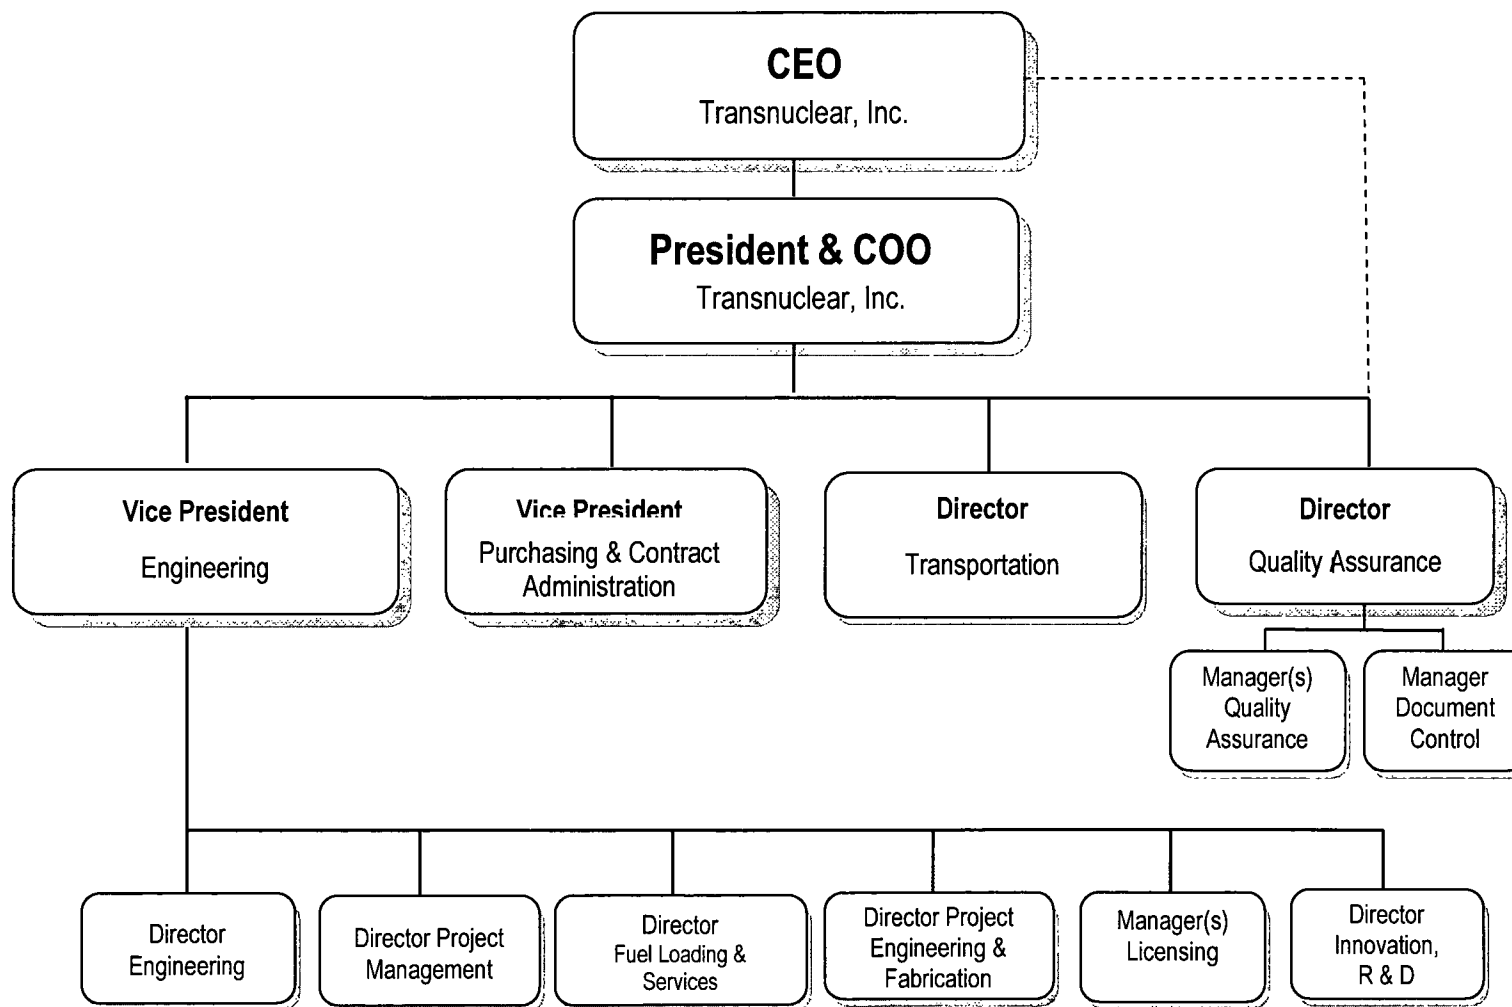 CEO
Transnuclear, Inc.
President & COO
Transnuclear, Inc.
Vice President
Engineering
Vice President
Purchasing & Contract
Administration
Director
Transportation
Director
Quality Assurance
Manager(s)
Quality
Assurance
Manager
Document
Control
Director
Engineering
Director Project
Management
Director
Fuel Loading &
Services
Director Project
Engineering &
Fabrication
Manager(s)
Licensing
Director
Innovation,
R & D